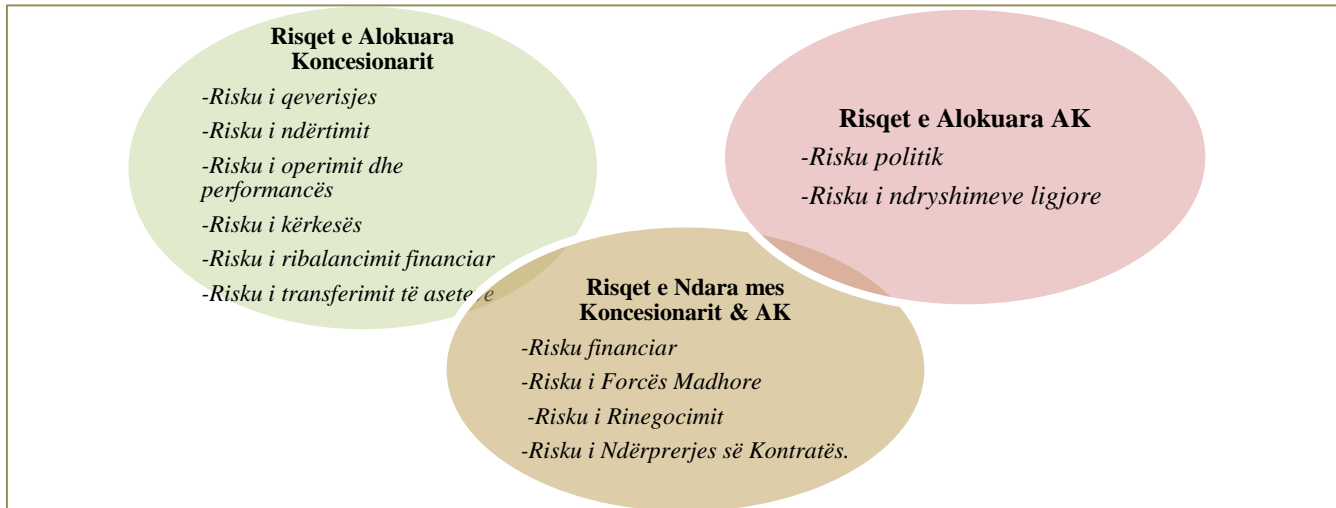 Risqet e Alokuara
Koncesionarit
-Risku i qeverisjes
-Risku i ndërtimit
-Risku i operimit dhe
performancës
-Risku i kërkesës
-Risku i ribalancimit financiar
-Risku i transferimit të aseteve
Risqet e Alokuara AK
-Risku politik
-Risku i ndryshimeve ligjore
Risqet e Ndara mes
Koncesionarit & AK
-Risku financiar
-Risku i Forcës Madhore
-Risku i Rinegocimit
-Risku i Ndërprerjes së Kontratës.